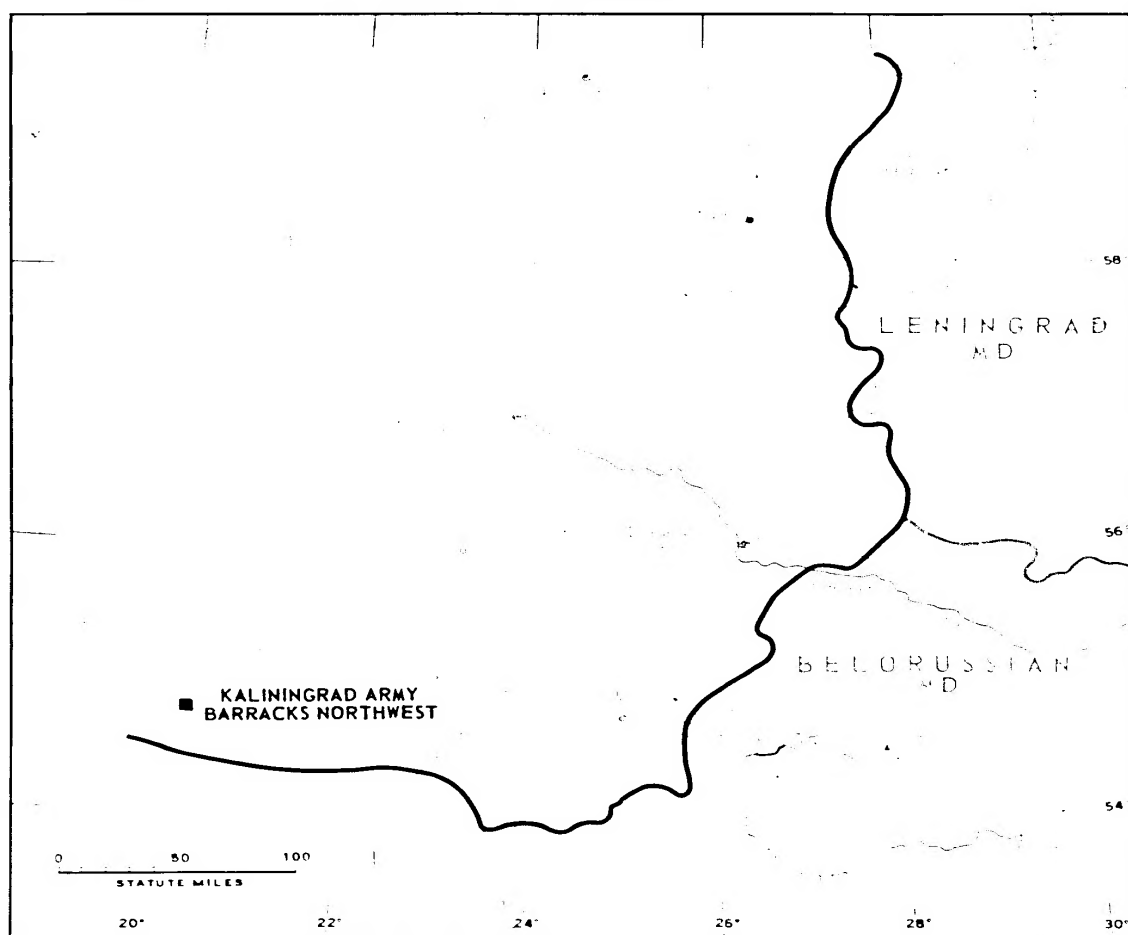 58°
LENINGRAD
MD
56°
BELORUSSIAN
MD
KALININGRAD ARMY
BARRACKS NORTHWEST
54°
0 50 100
STATUTE MILES
20° 22° 24° 26° 28° 30°